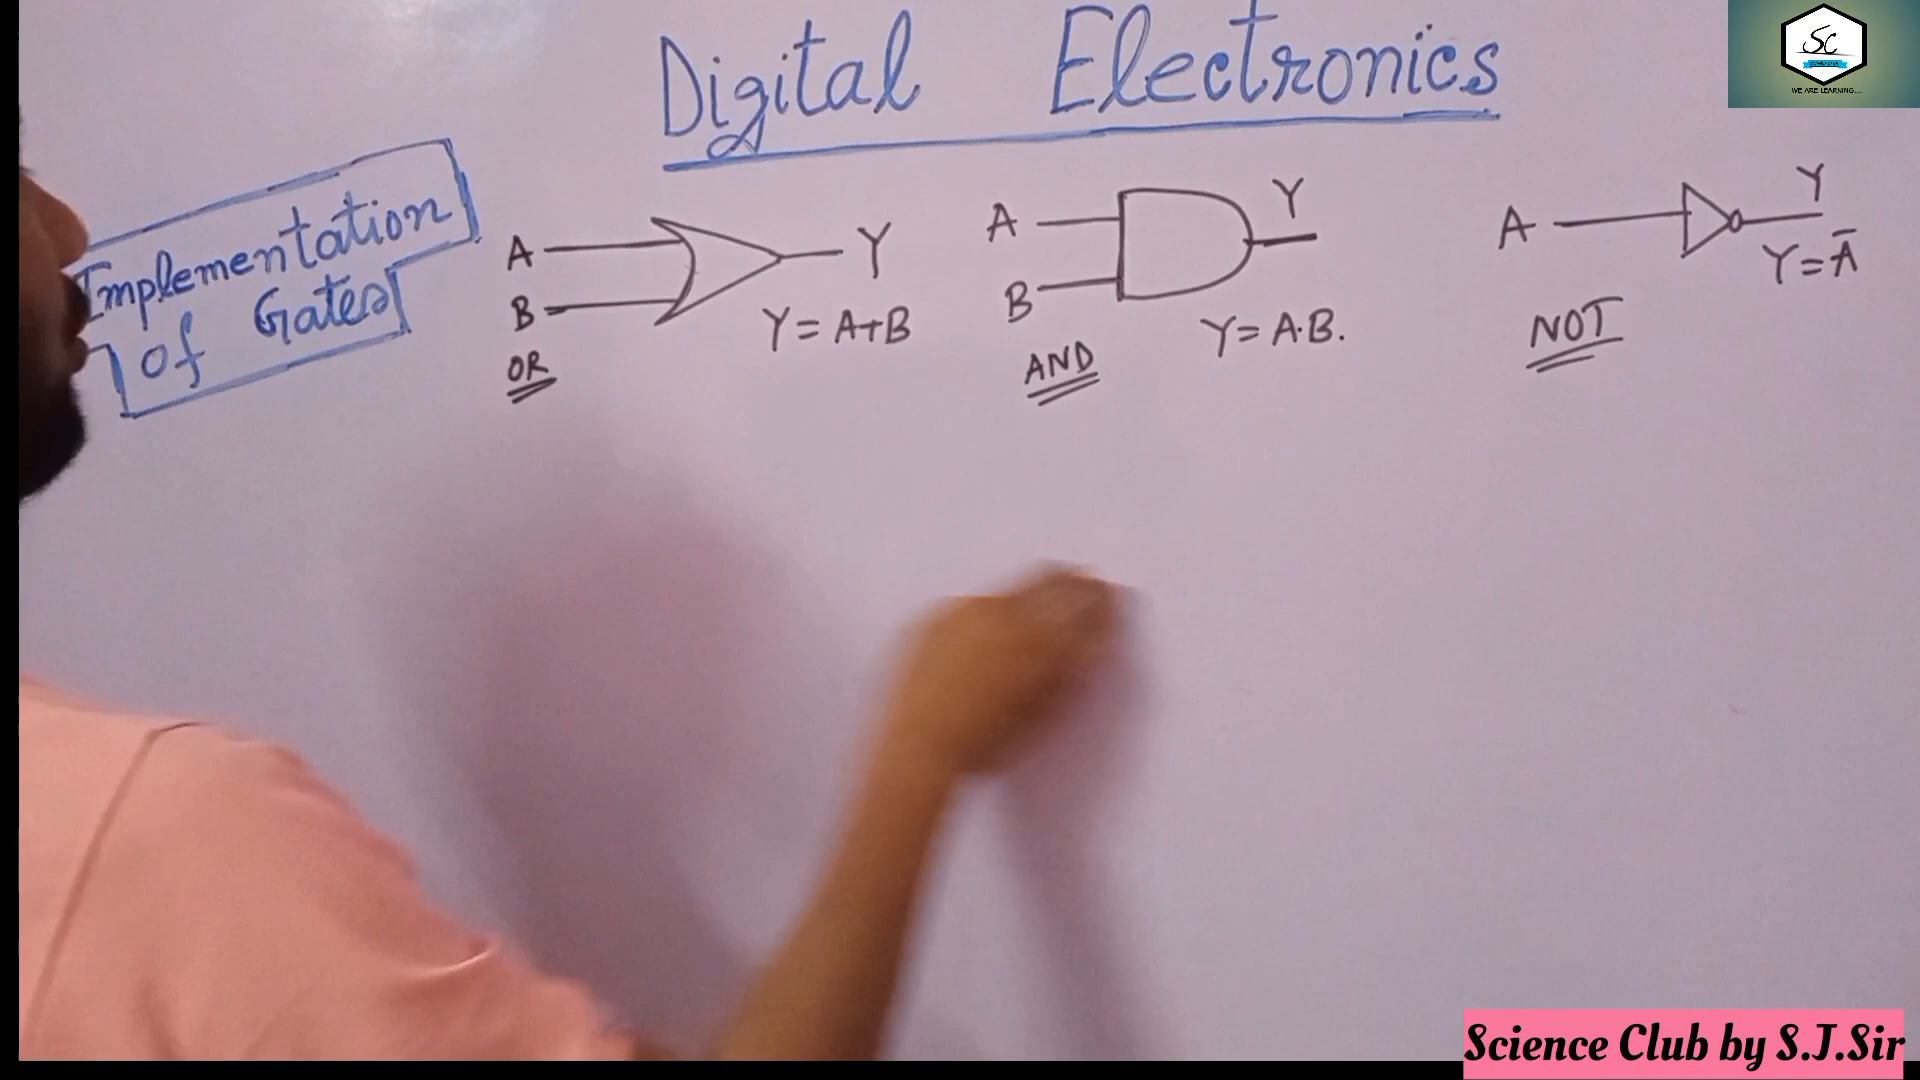 Digital Electronics
SC
WE ARE LEARNING...
Implementation
of Gates
A
B
Y
Y = A+B
OR
A
B
Y
Y = A·B.
AND
A
Y
Y = Ā
NOT
Science Club by S.J.Sir